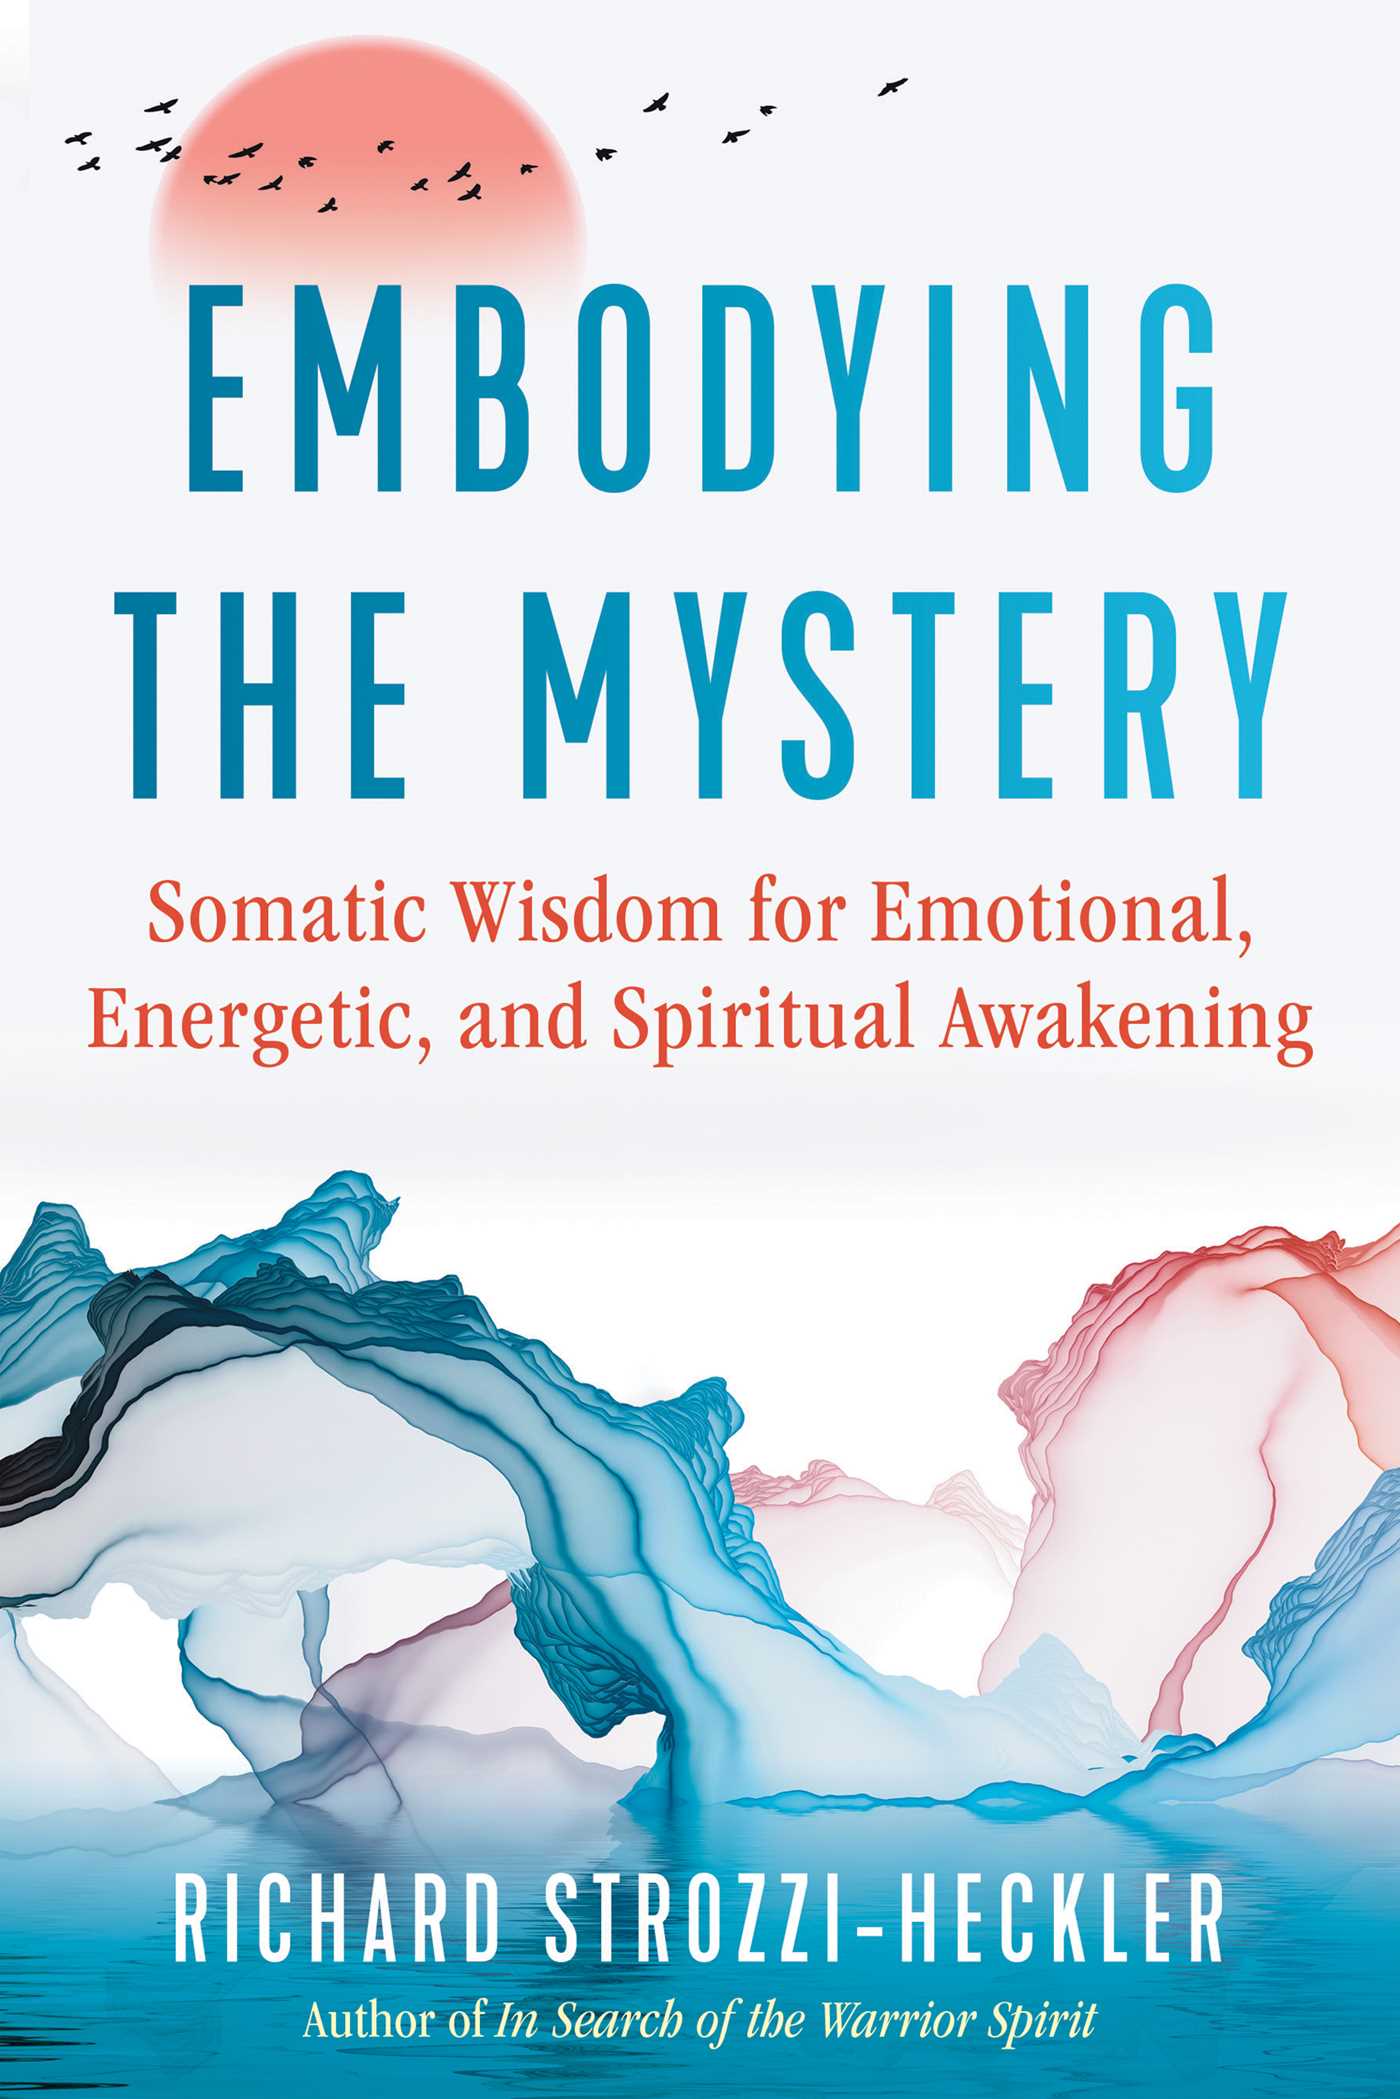 EMBODYING
THE MYSTERY
Somatic Wisdom for Emotional,
Energetic, and Spiritual Awakening
RICHARD STROZZI-HECKLER
Author of In Search of the Warrior Spirit